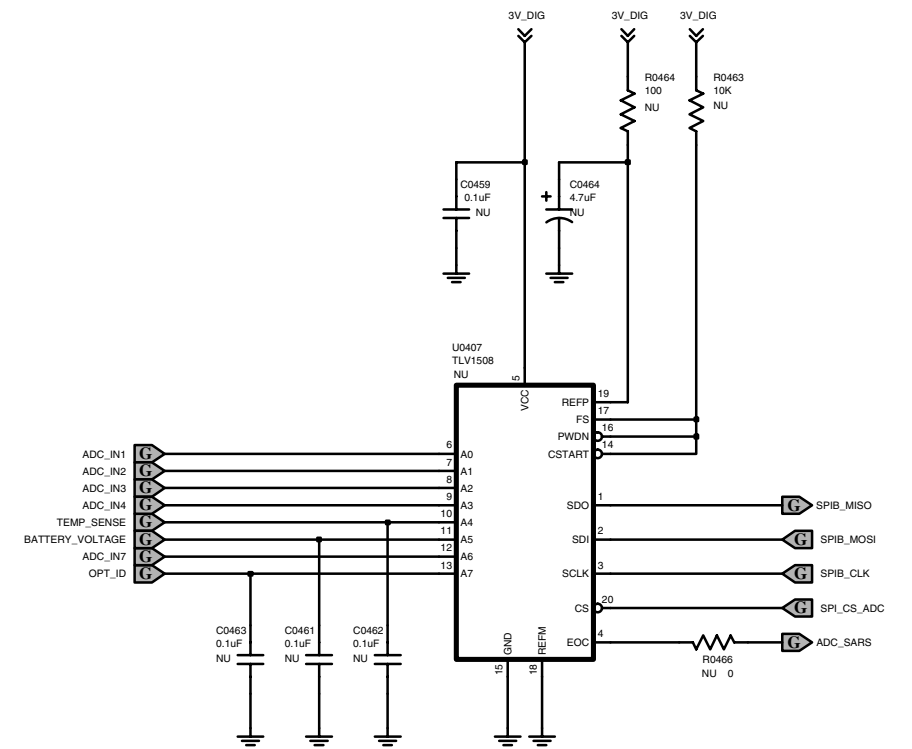 3V_DIG
3V_DIG
3V_DIG
R0464
100
NU
R0463
10K
NU
C0459
0.1uF
NU
+
C0464
4.7uF
NU
U0407
TLV1508
NU
5
VCC
REFP
19
FS
17
PWDN
16
CSTART
14
ADC_IN1
G
6
A0
ADC_IN2
G
7
A1
ADC_IN3
G
8
A2
ADC_IN4
G
9
A3
TEMP_SENSE
G
10
A4
BATTERY_VOLTAGE
G
11
A5
ADC_IN7
G
12
A6
OPT_ID
G
13
A7
SDO
1
G
SPIB_MISO
SDI
2
G
SPIB_MOSI
SCLK
3
G
SPIB_CLK
CS
20
G
SPI_CS_ADC
EOC
4
G
ADC_SARS
R0466
NU 0
C0463
0.1uF
NU
C0461
0.1uF
NU
C0462
0.1uF
NU
GND
15
REFM
18